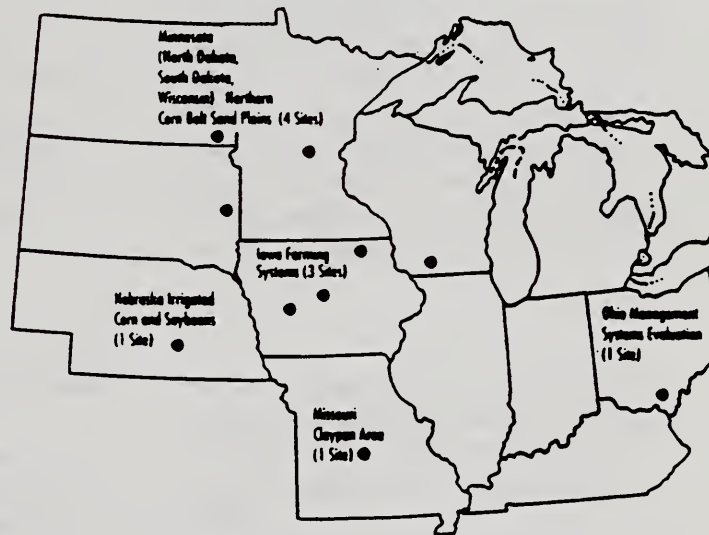 Minnesota
(North Dakota,
South Dakota,
Wisconsin) Northern
Corn Belt Sand Plains (4 Sites)
Iowa Farming
Systems (3 Sites)
Nebraska Irrigated
Corn and Soybeans
(1 Site)
Ohio Management
Systems Evaluation
(1 Site)
Missouri
Claypan Area
(1 Site)